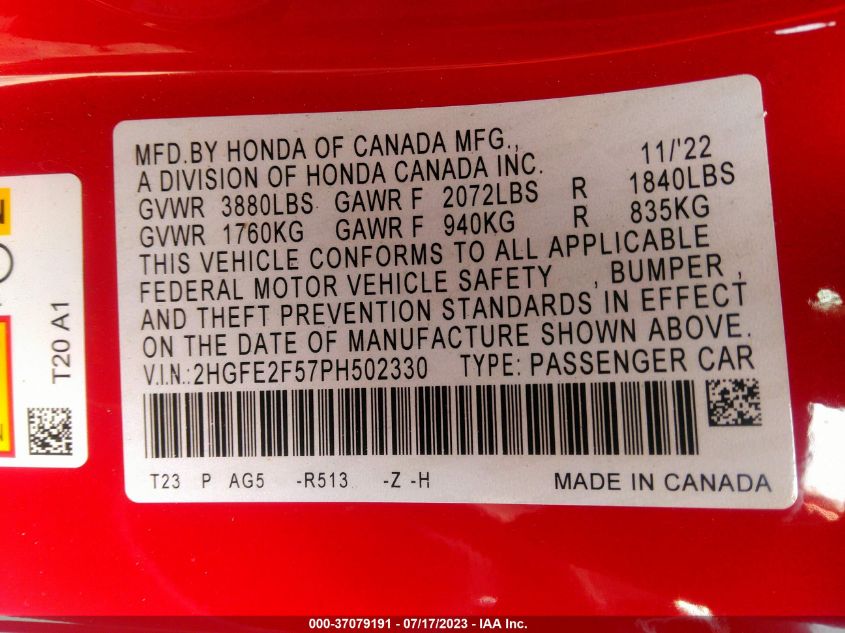 MFD.BY HONDA OF CANADA MFG., 11/'22
A DIVISION OF HONDA CANADA INC.
GVWR 3880LBS GAWR F 2072LBS R 1840LBS
GVWR 1760KG GAWR F 940KG R 835KG
THIS VEHICLE CONFORMS TO ALL APPLICABLE
FEDERAL MOTOR VEHICLE SAFETY , BUMPER ,
AND THEFT PREVENTION STANDARDS IN EFFECT
ON THE DATE OF MANUFACTURE SHOWN ABOVE.
V.I.N.:2HGFE2F57PH502330 TYPE: PASSENGER CAR
T23 P AG5 -R513 -Z -H MADE IN CANADA
T20 A1
000-37079191 - 07/17/2023 - IAA Inc.